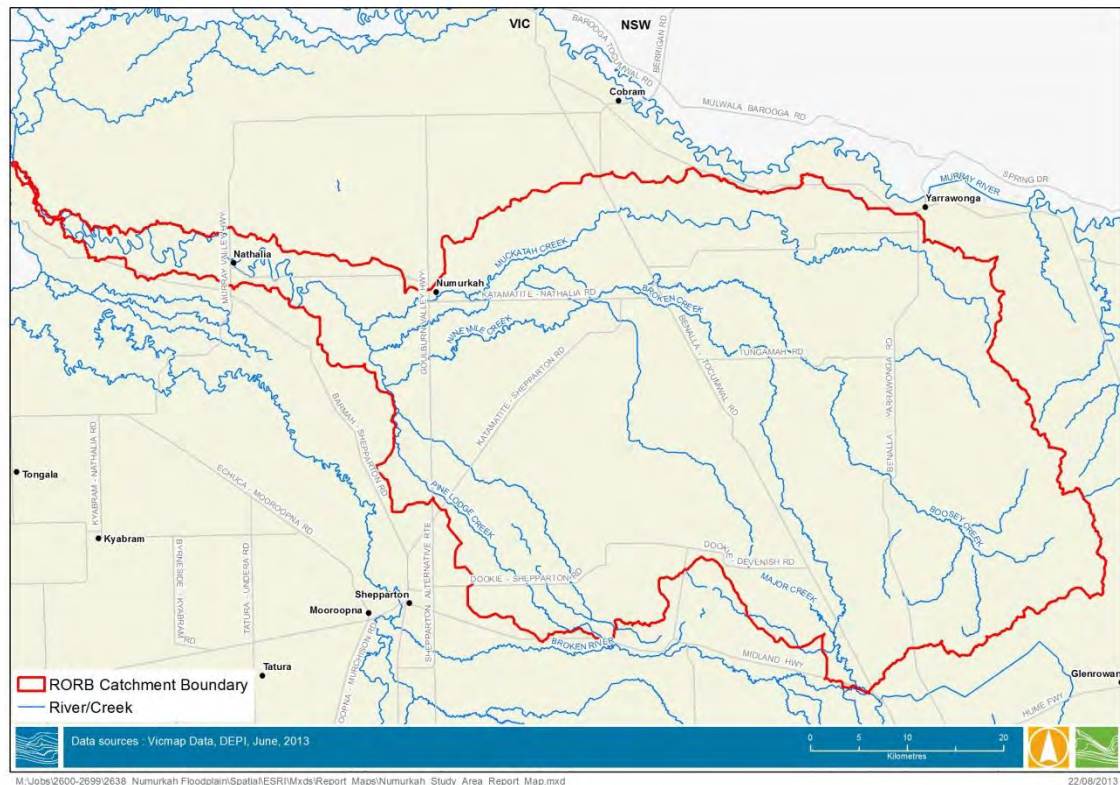 VIC
NSW
BAROOGA TOCUMWAL RD
BERRIGAN RD
Cobram
MULWALA BAROOGA RD
SPRING DR
MURRAY RIVER
Yarrawonga
MURRAY VALLEY HWY
Nathalia
GOULBURN VALLEY HWY
MUCKATAH CREEK
Numurkah
KATAMATITE - NATHALIA RD
BROKEN CREEK
NINE MILE CREEK
BENALLA - TOCUMWAL RD
TUNGAMAH RD
KATAMATITE - SHEPPARTON RD
BENALLA - YARRAWONGA RD
BARMAH - SHEPPARTON RD
Tongala
KYABRAM - NATHALIA RD
ECHUCA - MOOROOPNA RD
PINE LODGE CREEK
BOOSEY CREEK
Kyabram
BYRNESIDE - KYABRAM RD
TATURA - UNDERA RD
SHEPPARTON ALTERNATIVE RTE
DOOKIE - DEVENISH RD
DOOKIE - SHEPPARTON RD
MAJOR CREEK
Shepparton
Mooroopna
BROKEN RIVER
MIDLAND HWY
OOPNA - MURCHISON RD
Tatura
Glenrowan
HUME FWY
RORB Catchment Boundary
River/Creek
Data sources : Vicmap Data, DEPI, June, 2013
0 5 10 20
Kilometres
M:\Jobs\2600-2699\2638_Numurkah Floodplain\Spatial\ESRI\Mxds\Report_Maps\Numurkah_Study_Area_Report_Map.mxd
22/08/2013